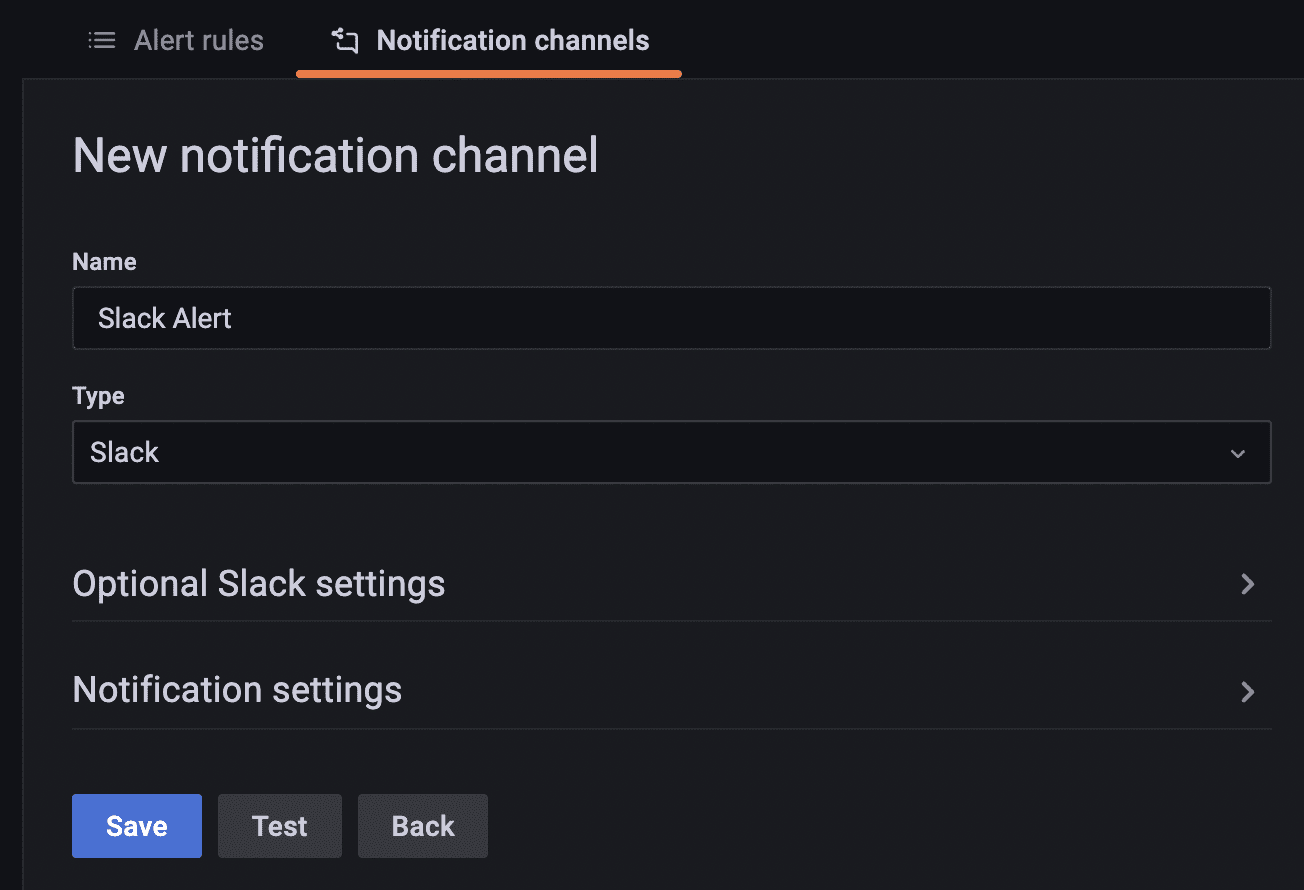 Alert rules Notification channels
New notification channel
Name
Slack Alert
Type
Slack
Optional Slack settings
Notification settings
Save Test Back